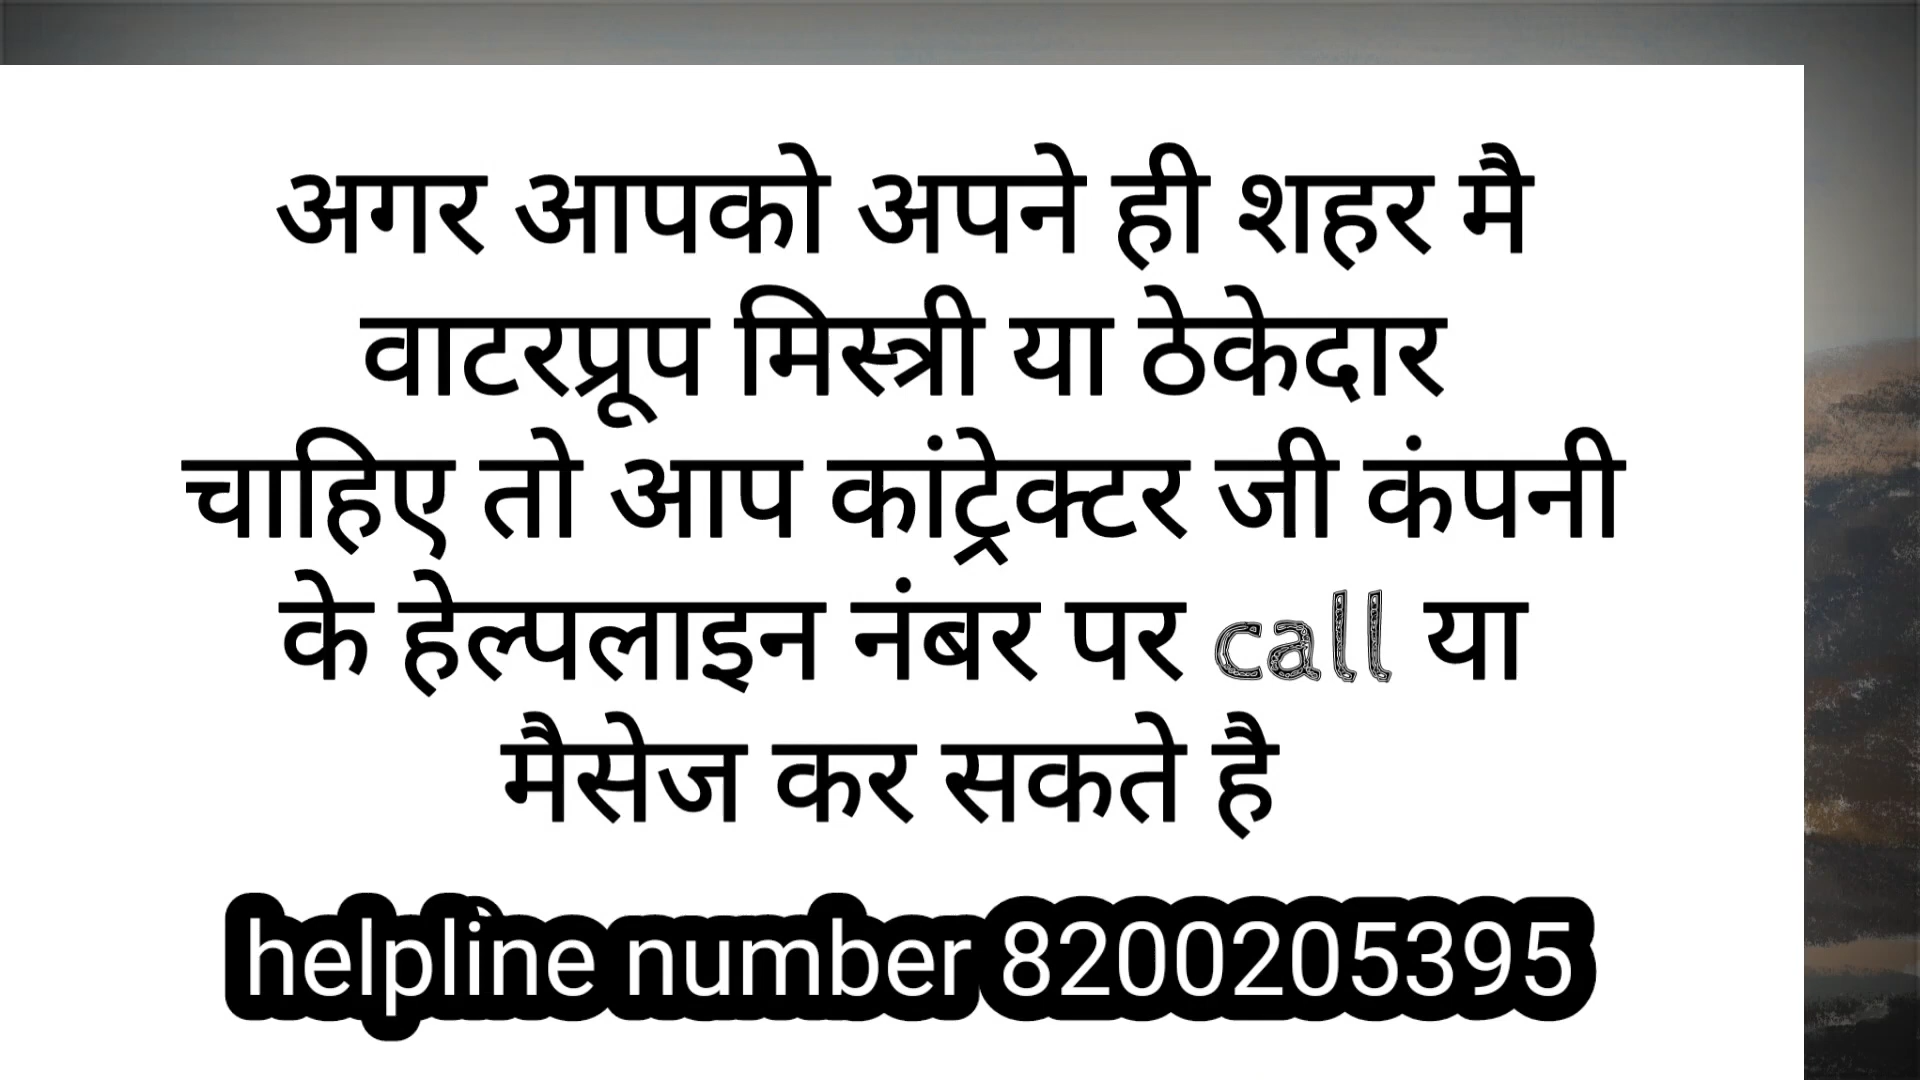 अगर आपको अपने ही शहर मै
वाटरप्रूप मिस्त्री या ठेकेदार
चाहिए तो आप कांट्रेक्टर जी कंपनी
के हेल्पलाइन नंबर पर call या
मैसेज कर सकते है
helpline number 8200205395